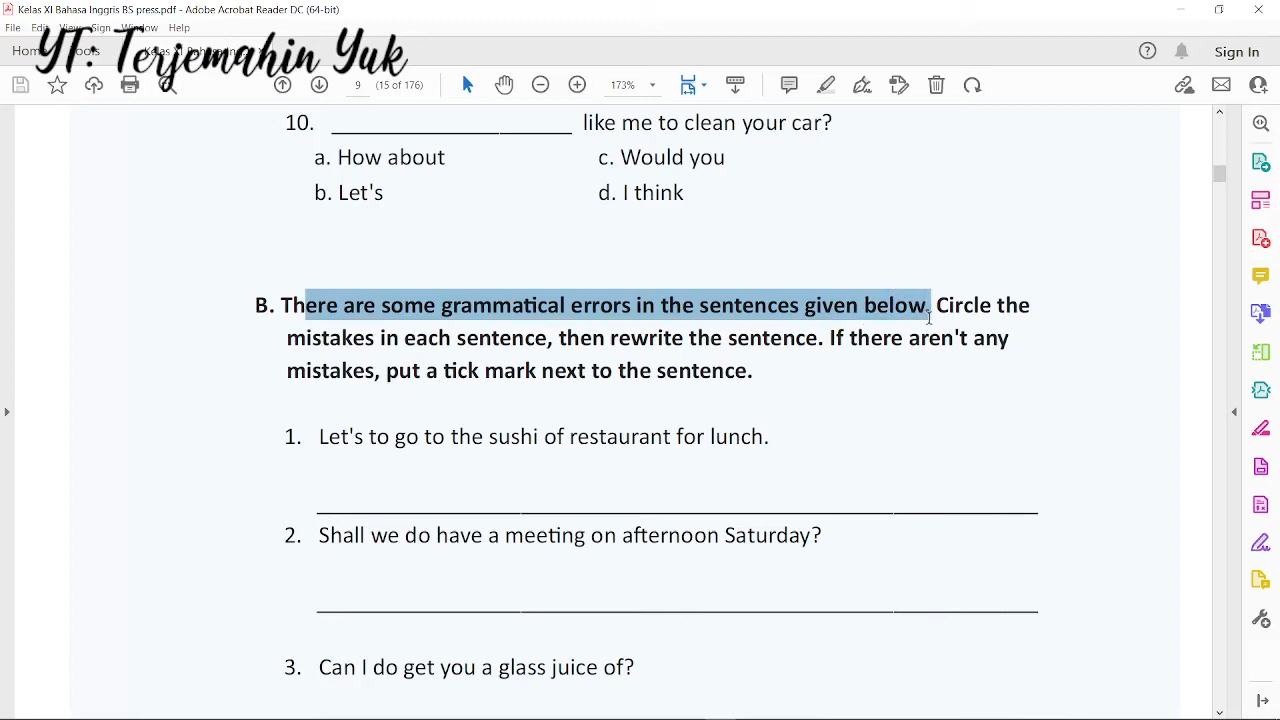 Kelas XI Bahasa Inggris BS press.pdf - Adobe Acrobat Reader DC (64-bit)
File Edit View Sign Window Help
YT: Terjemahin Yuk
Home Tools
Sign In
9 (15 of 176) 173%
10. like me to clean your car?
a. How about c. Would you
b. Let's d. I think
B. There are some grammatical errors in the sentences given below. Circle the
mistakes in each sentence, then rewrite the sentence. If there aren't any
mistakes, put a tick mark next to the sentence.
1. Let's to go to the sushi of restaurant for lunch.
2. Shall we do have a meeting on afternoon Saturday?
3. Can I do get you a glass juice of?